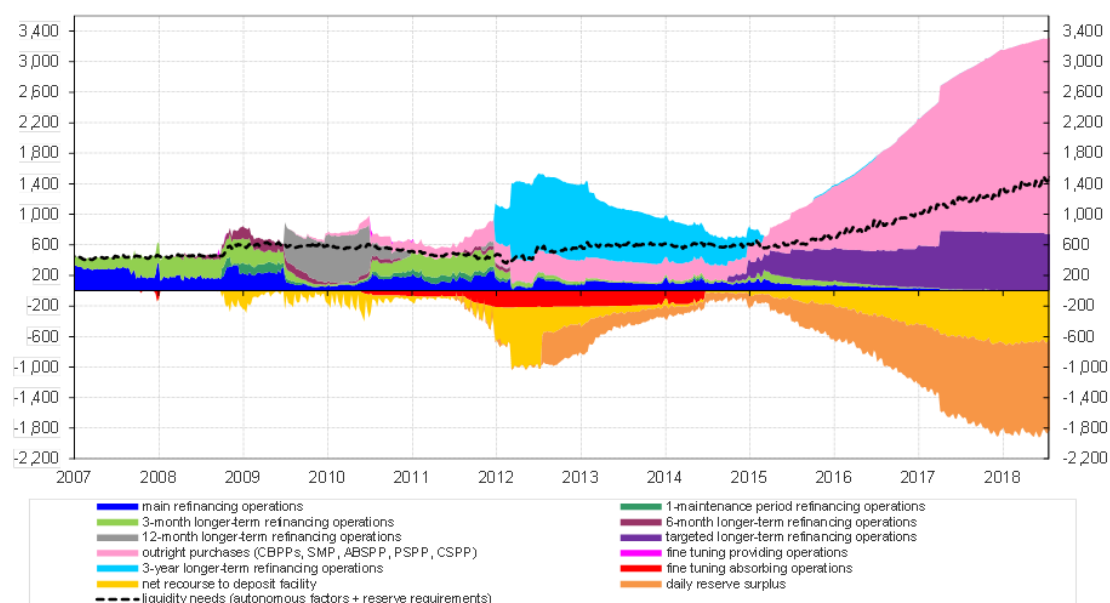 3,400 3,400
3,000 3,000
2,600 2,600
2,200 2,200
1,800 1,800
1,400 1,400
1,000 1,000
600 600
200 200
-200 -200
-600 -600
-1,000 -1,000
-1,400 -1,400
-1,800 -1,800
-2,200 -2,200
2007 2008 2009 2010 2011 2012 2013 2014 2015 2016 2017 2018
main refinancing operations 1-maintenance period refinancing operations
3-month longer-term refinancing operations 6-month longer-term refinancing operations
12-month longer-term refinancing operations targeted longer-term refinancing operations
outright purchases (CBPPs, SMP, ABSPP, PSPP, CSPP) fine tuning providing operations
3-year longer-term refinancing operations fine tuning absorbing operations
net recourse to deposit facility daily reserve surplus
liquidity needs (autonomous factors + reserve requirements)